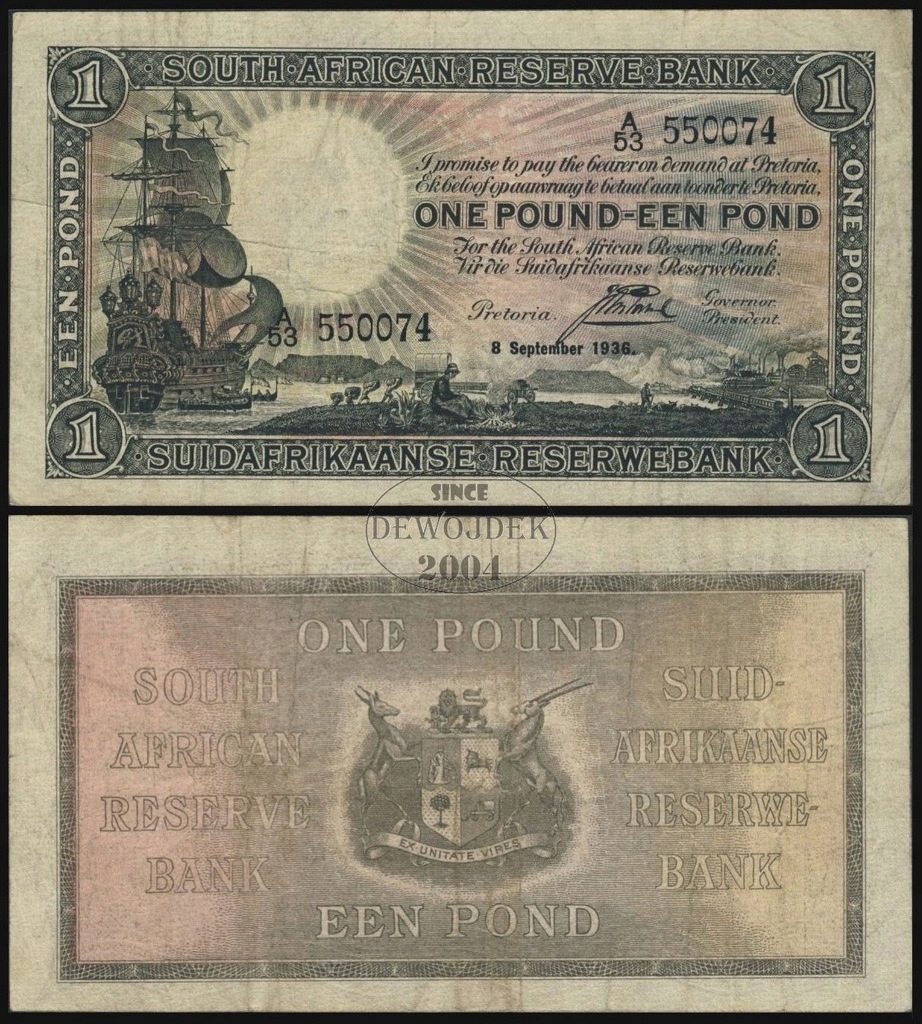 1
SOUTH·AFRICAN·RESERVE·BANK
1
A/53 550074
I promise to pay the bearer on demand at Pretoria,
Ek beloof op aanvraag te betaal aan toonder te Pretoria,
ONE POUND-EEN POND
For the South African Reserve Bank.
Vir die Suidafrikaanse Reserwebank.
Pretoria.
Governor.
President.
A/53 550074
8 September 1936.
EEN·POND
ONE·POUND
1
SUIDAFRIKAANSE·RESERWEBANK
1
SINCE
DEWOJDEK
2004
ONE POUND
SOUTH
AFRICAN
RESERVE
BANK
SUID-
AFRIKAANSE
RESERWE-
BANK
EX UNITATE VIRES
EEN POND